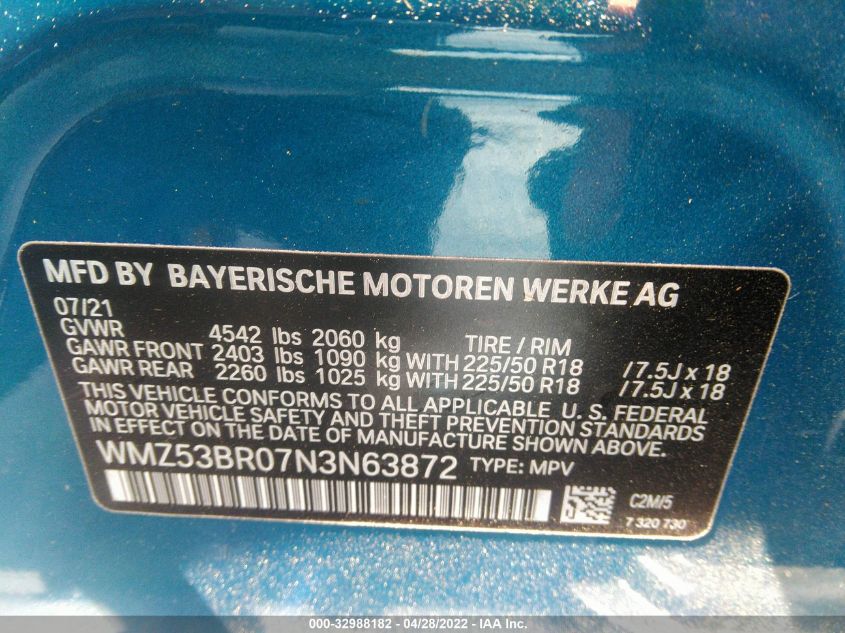 MFD BY BAYERISCHE MOTOREN WERKE AG
07/21
GVWR 4542 lbs 2060 kg TIRE / RIM
GAWR FRONT 2403 lbs 1090 kg WITH 225/50 R18 / 7.5J x 18
GAWR REAR 2260 lbs 1025 kg WITH 225/50 R18 / 7.5J x 18
THIS VEHICLE CONFORMS TO ALL APPLICABLE U. S. FEDERAL
MOTOR VEHICLE SAFETY AND THEFT PREVENTION STANDARDS
IN EFFECT ON THE DATE OF MANUFACTURE SHOWN ABOVE.
WMZ53BR07N3N63872 TYPE: MPV
C2M/5
7 320 730
000-32988182 - 04/28/2022 - IAA Inc.